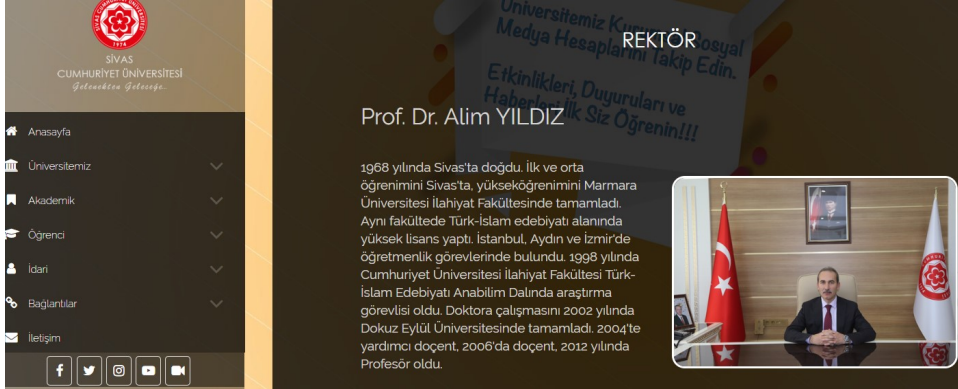 SİVAS CUMHURİYET ÜNİVERSİTESİ
1974
SİVAS
CUMHURİYET ÜNİVERSİTESİ
Gelenekten Geleceğe..
Anasayfa
Üniversitemiz
Akademik
Öğrenci
İdari
Bağlantılar
İletişim
Üniversitemiz
Medya Hesaplarını Takip Edin.
Etkinlikleri, Duyuruları ve
Haberleri İlk Siz Öğrenin!!!
REKTÖR
Prof. Dr. Alim YILDIZ
1968 yılında Sivas'ta doğdu. İlk ve orta
öğrenimini Sivas'ta, yükseköğrenimini Marmara
Üniversitesi İlahiyat Fakültesinde tamamladı.
Aynı fakültede Türk-İslam edebiyatı alanında
yüksek lisans yaptı. İstanbul, Aydın ve İzmir'de
öğretmenlik görevlerinde bulundu. 1998 yılında
Cumhuriyet Üniversitesi İlahiyat Fakültesi Türk-
İslam Edebiyatı Anabilim Dalında araştırma
görevlisi oldu. Doktora çalışmasını 2002 yılında
Dokuz Eylül Üniversitesinde tamamladı. 2004'te
yardımcı doçent, 2006'da doçent, 2012 yılında
Profesör oldu.